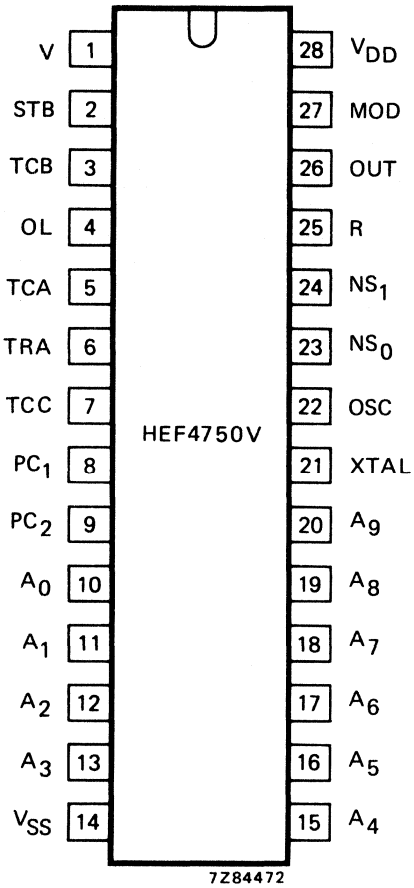 V 1 28 VDD
STB 2 27 MOD
TCB 3 26 OUT
OL 4 25 R
TCA 5 24 NS1
TRA 6 23 NS0
TCC 7 22 OSC
HEF4750V
PC1 8 21 XTAL
PC2 9 20 A9
A0 10 19 A8
A1 11 18 A7
A2 12 17 A6
A3 13 16 A5
VSS 14 15 A4
7Z84472